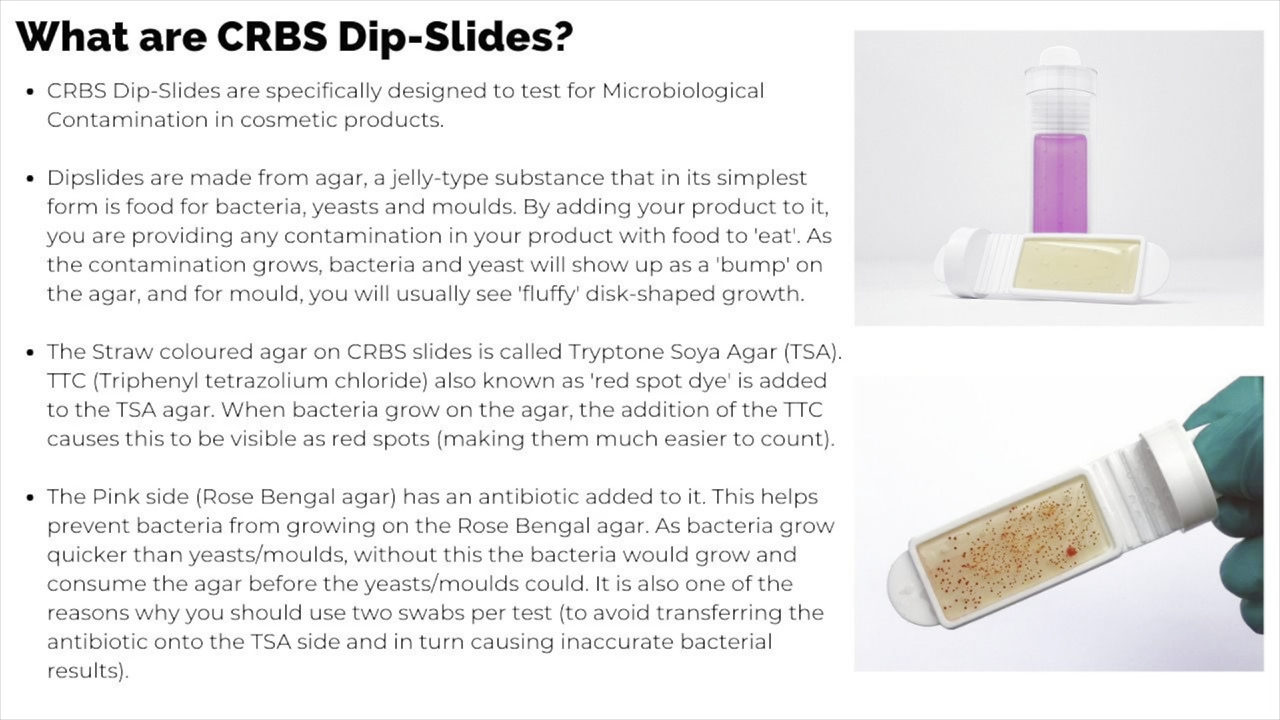 What are CRBS Dip-Slides?
• CRBS Dip-Slides are specifically designed to test for Microbiological
Contamination in cosmetic products.
• Dipslides are made from agar, a jelly-type substance that in its simplest
form is food for bacteria, yeasts and moulds. By adding your product to it,
you are providing any contamination in your product with food to 'eat'. As
the contamination grows, bacteria and yeast will show up as a 'bump' on
the agar, and for mould, you will usually see 'fluffy' disk-shaped growth.
• The Straw coloured agar on CRBS slides is called Tryptone Soya Agar (TSA).
TTC (Triphenyl tetrazolium chloride) also known as 'red spot dye' is added
to the TSA agar. When bacteria grow on the agar, the addition of the TTC
causes this to be visible as red spots (making them much easier to count).
• The Pink side (Rose Bengal agar) has an antibiotic added to it. This helps
prevent bacteria from growing on the Rose Bengal agar. As bacteria grow
quicker than yeasts/moulds, without this the bacteria would grow and
consume the agar before the yeasts/moulds could. It is also one of the
reasons why you should use two swabs per test (to avoid transferring the
antibiotic onto the TSA side and in turn causing inaccurate bacterial
results).